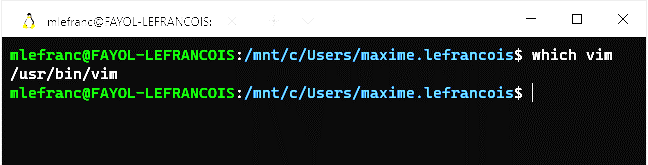 mlefranc@FAYOL-LEFRANCOIS:
mlefranc@FAYOL-LEFRANCOIS:/mnt/c/Users/maxime.lefrancois$ which vim
/usr/bin/vim
mlefranc@FAYOL-LEFRANCOIS:/mnt/c/Users/maxime.lefrancois$